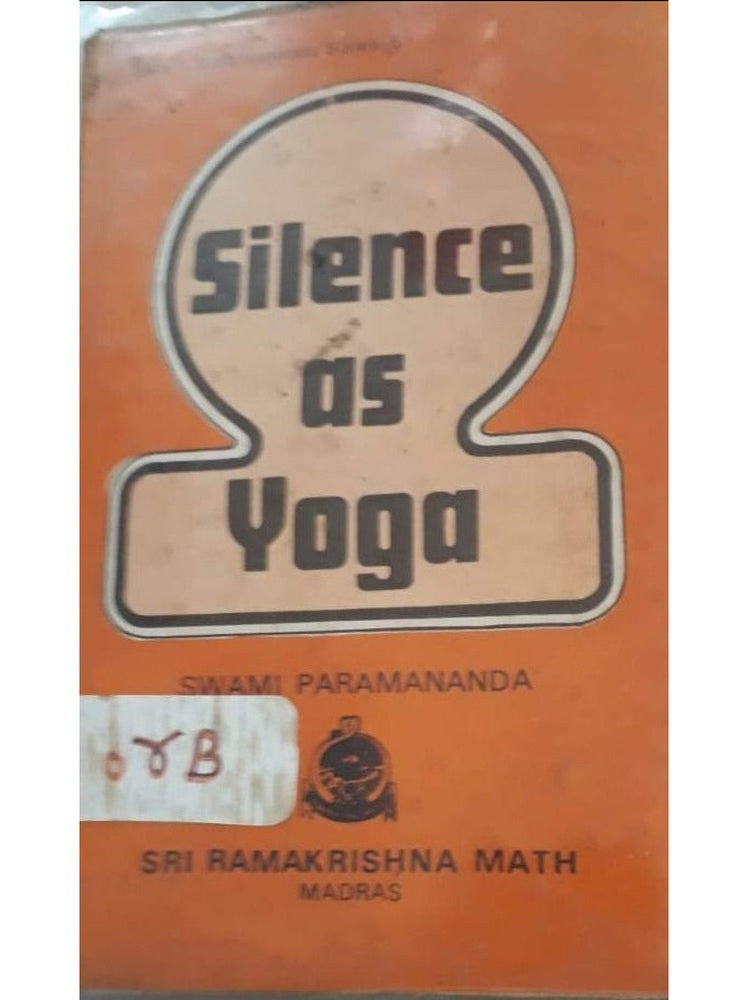 Silence
as
Yoga
SWAMI PARAMANANDA
SRI RAMAKRISHNA MATH
MADRAS